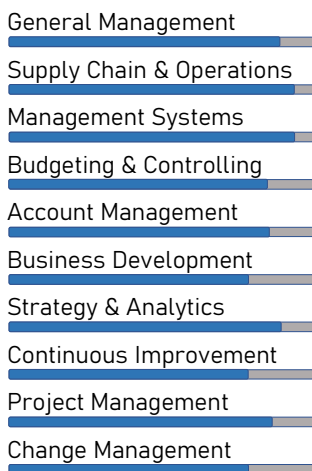 General Management
Supply Chain & Operations
Management Systems
Budgeting & Controlling
Account Management
Business Development
Strategy & Analytics
Continuous Improvement
Project Management
Change Management